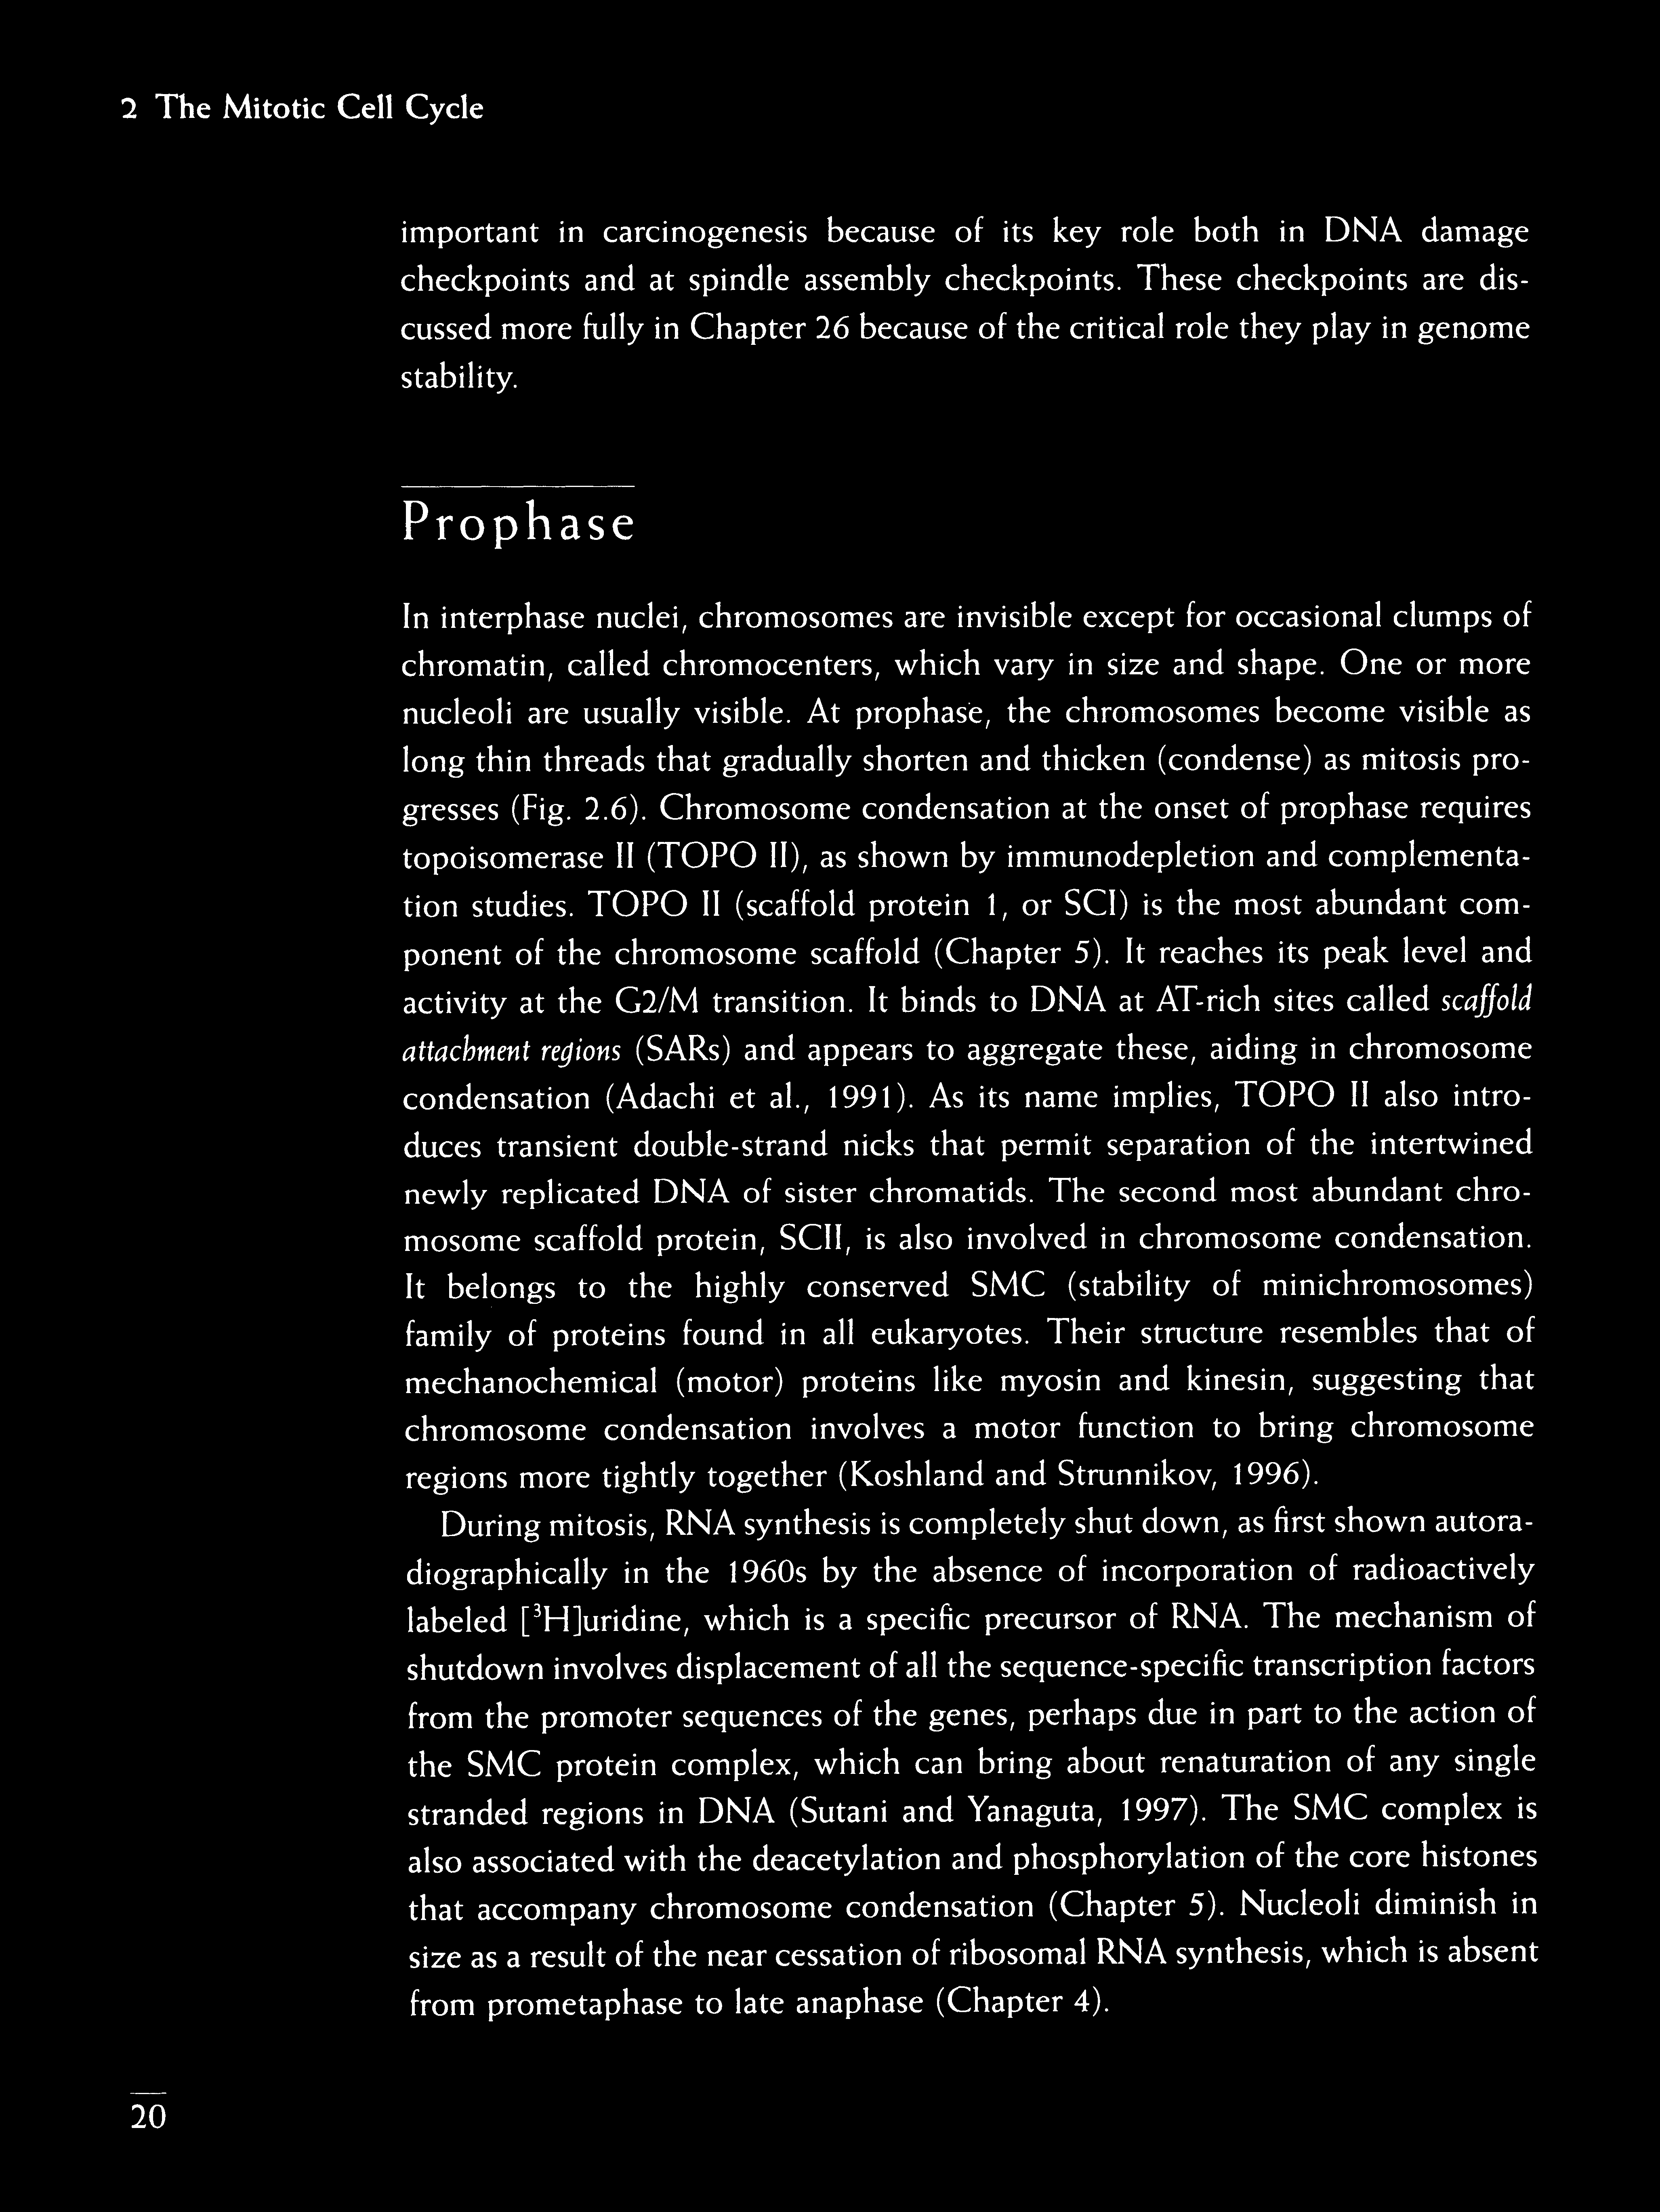 2 The Mitotic Cell Cycle
important in carcinogenesis because of its key role both in DNA damage
checkpoints and at spindle assembly checkpoints. These checkpoints are dis-
cussed more fully in Chapter 26 because of the critical role they play in genome
stability.
Prophase
In interphase nuclei, chromosomes are invisible except for occasional clumps of
chromatin, called chromocenters, which vary in size and shape. One or more
nucleoli are usually visible. At prophase, the chromosomes become visible as
long thin threads that gradually shorten and thicken (condense) as mitosis pro-
gresses (Fig. 2.6). Chromosome condensation at the onset of prophase requires
topoisomerase II (TOPO II), as shown by immunodepletion and complementa-
tion studies. TOPO II (scaffold protein 1, or SCI) is the most abundant com-
ponent of the chromosome scaffold (Chapter 5). It reaches its peak level and
activity at the G2/M transition. It binds to DNA at AT-rich sites called scaffold
attachment regions (SARs) and appears to aggregate these, aiding in chromosome
condensation (Adachi et al., 1991). As its name implies, TOPO II also intro-
duces transient double-strand nicks that permit separation of the intertwined
newly replicated DNA of sister chromatids. The second most abundant chro-
mosome scaffold protein, SCII, is also involved in chromosome condensation.
It belongs to the highly conserved SMC (stability of minichromosomes)
family of proteins found in all eukaryotes. Their structure resembles that of
mechanochemical (motor) proteins like myosin and kinesin, suggesting that
chromosome condensation involves a motor function to bring chromosome
regions more tightly together (Koshland and Strunnikov, 1996).
During mitosis, RNA synthesis is completely shut down, as first shown autora-
diographically in the 1960s by the absence of incorporation of radioactively
labeled [³H]uridine, which is a specific precursor of RNA. The mechanism of
shutdown involves displacement of all the sequence-specific transcription factors
from the promoter sequences of the genes, perhaps due in part to the action of
the SMC protein complex, which can bring about renaturation of any single
stranded regions in DNA (Sutani and Yanaguta, 1997). The SMC complex is
also associated with the deacetylation and phosphorylation of the core histones
that accompany chromosome condensation (Chapter 5). Nucleoli diminish in
size as a result of the near cessation of ribosomal RNA synthesis, which is absent
from prometaphase to late anaphase (Chapter 4).
20